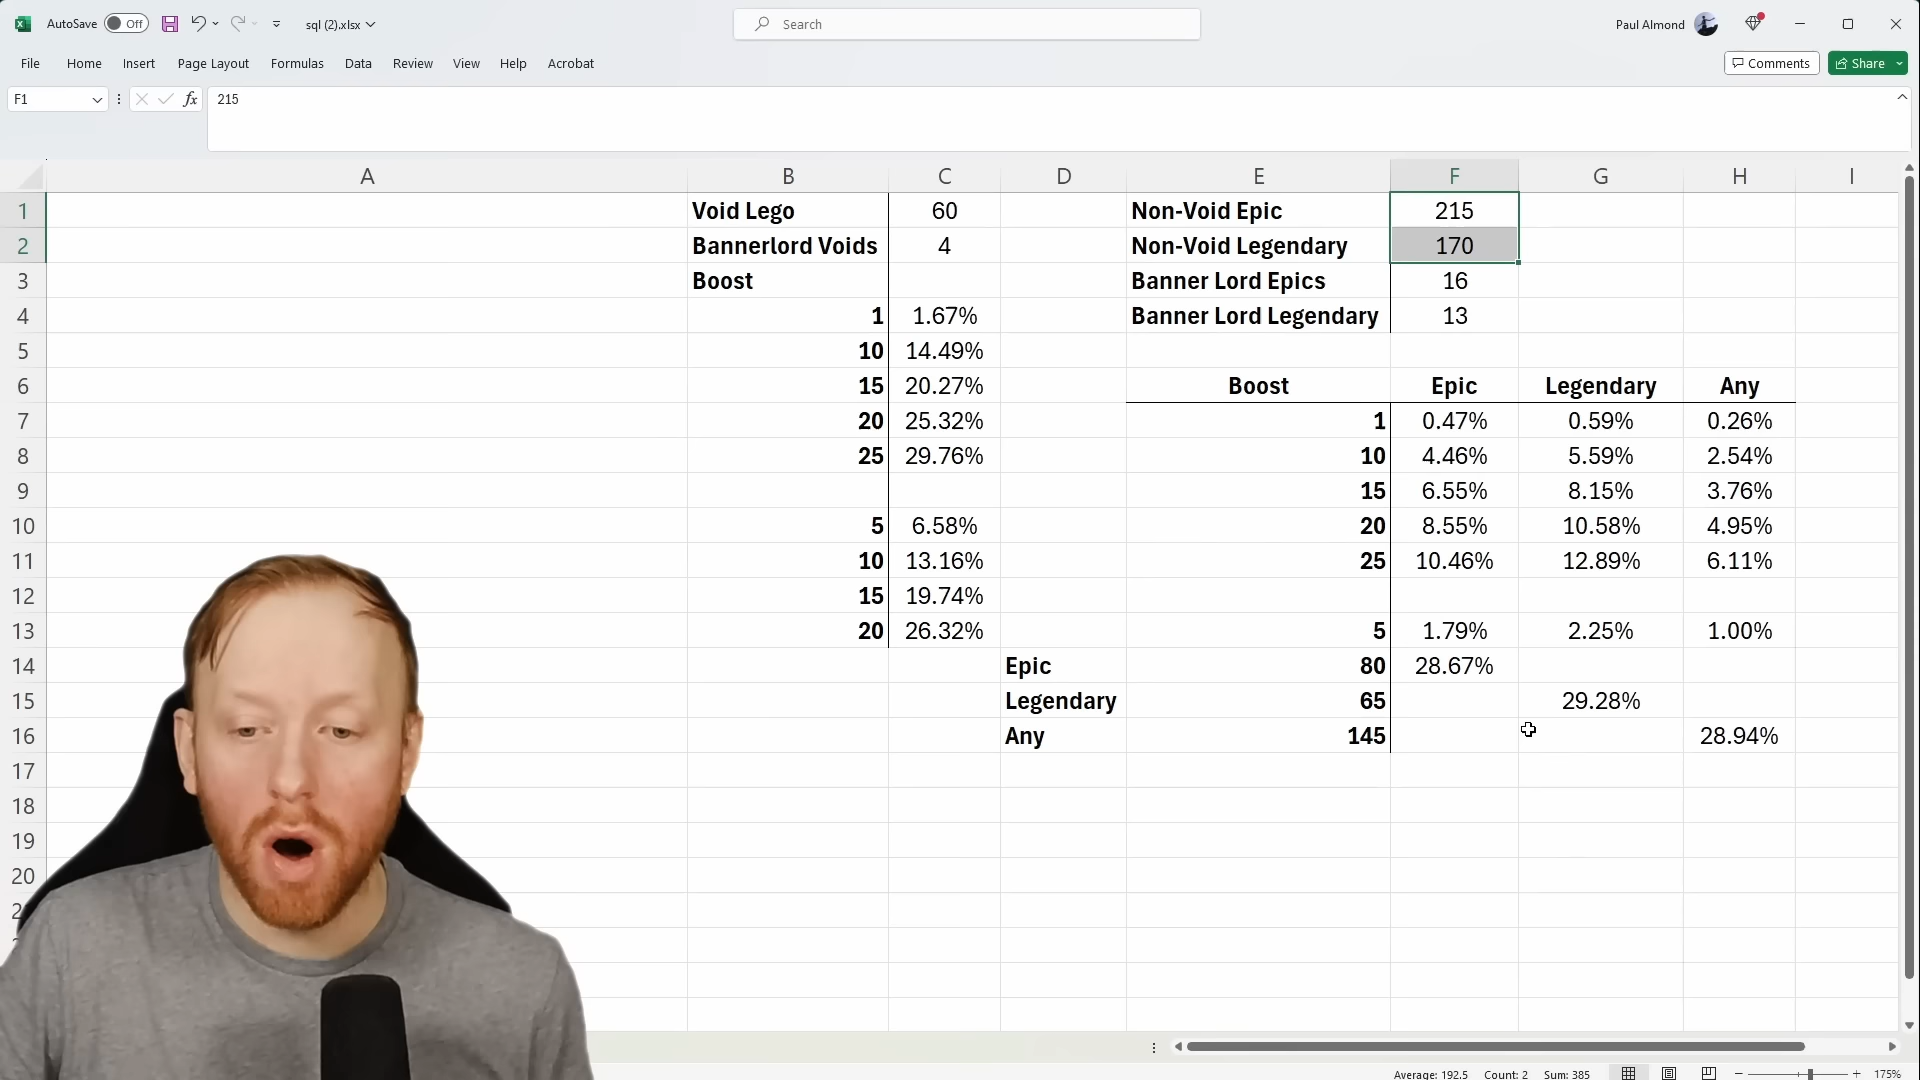 AutoSave Off sql (2).xlsx Search Paul Almond
File Home Insert Page Layout Formulas Data Review View Help Acrobat Comments Share
F1 fx 215
A B C D E F G H I
1 Void Lego 60 Non-Void Epic 215
2 Bannerlord Voids 4 Non-Void Legendary 170
3 Boost Banner Lord Epics 16
4 1 1.67% Banner Lord Legendary 13
5 10 14.49%
6 15 20.27% Boost Epic Legendary Any
7 20 25.32% 1 0.47% 0.59% 0.26%
8 25 29.76% 10 4.46% 5.59% 2.54%
9 15 6.55% 8.15% 3.76%
10 5 6.58% 20 8.55% 10.58% 4.95%
11 10 13.16% 25 10.46% 12.89% 6.11%
12 15 19.74%
13 20 26.32% 5 1.79% 2.25% 1.00%
14 Epic 80 28.67%
15 Legendary 65 29.28%
16 Any 145 28.94%
17
18
19
20
Average: 192.5 Count: 2 Sum: 385 175%